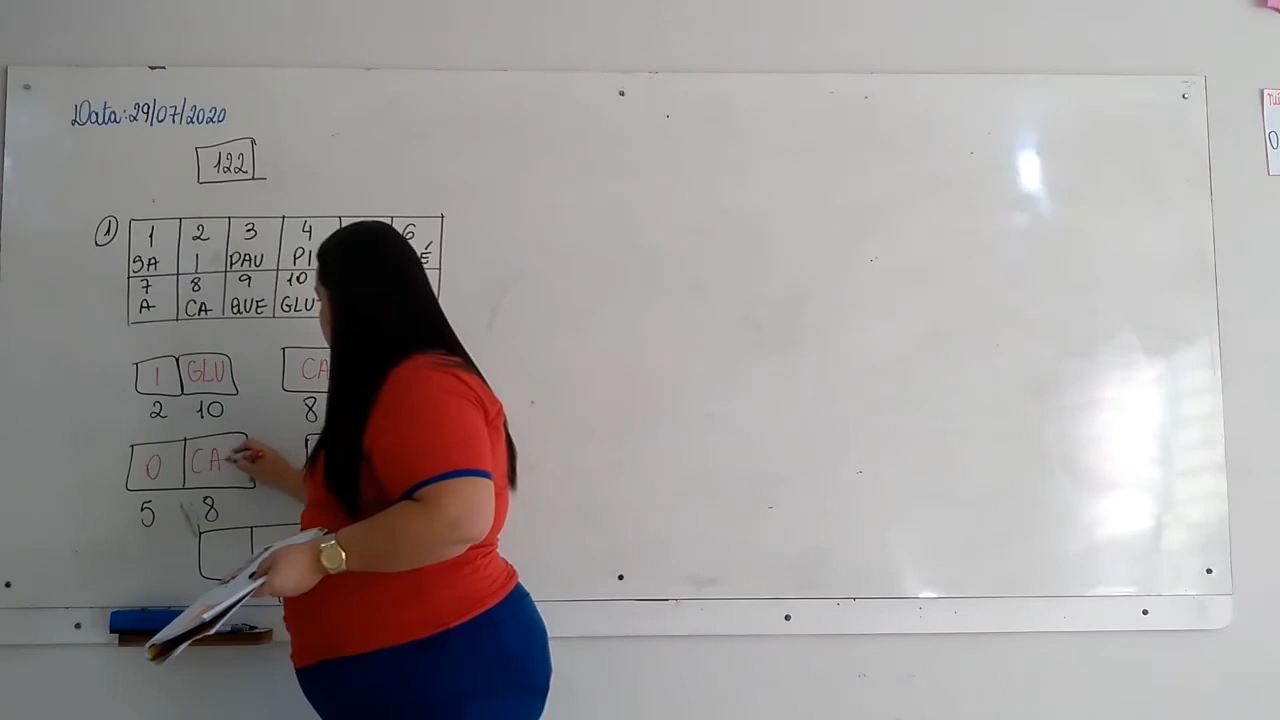 Data: 29/07/2020
122
1 1 2 3 4 6
SA I PAU PI É
7 8 9 10
A CA QUE GLU
I GLU CA
2 10 8
O CA
5 8
0